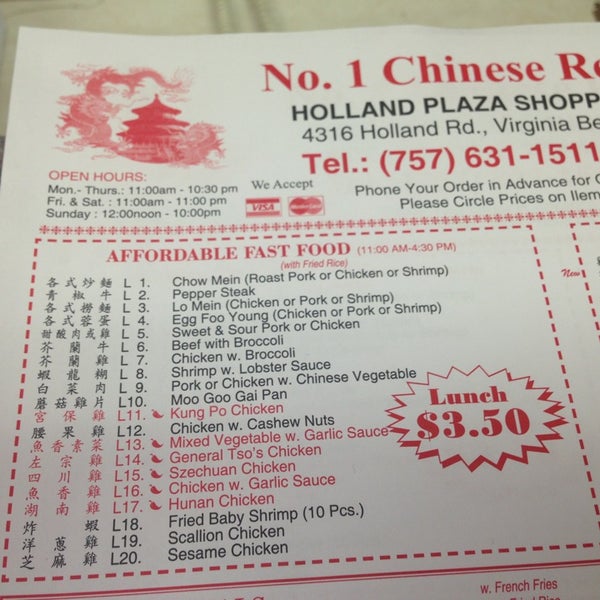 No. 1 Chinese Re
HOLLAND PLAZA SHOPP
4316 Holland Rd., Virginia Be
Tel.: (757) 631-1511
OPEN HOURS:
Mon.- Thurs.: 11:00am - 10:30 pm
Fri. & Sat. : 11:00am - 11:00 pm
Sunday : 12:00noon - 10:00pm
We Accept
VISA MasterCard
Phone Your Order in Advance for
Please Circle Prices on Ilem
AFFORDABLE FAST FOOD (11:00 AM-4:30 PM)
(with Fried Rice)
各式炒麵 L 1. Chow Mein (Roast Pork or Chicken or Shrimp)
青椒牛 L 2. Pepper Steak
各式撈麵 L 3. Lo Mein (Chicken or Pork or Shrimp)
各式蓉蛋 L 4. Egg Foo Young (Chicken or Pork or Shrimp)
甜酸肉或雞 L 5. Sweet & Sour Pork or Chicken
芥蘭牛 L 6. Beef with Broccoli
芥蘭雞 L 7. Chicken w. Broccoli
蝦龍糊 L 8. Shrimp w. Lobster Sauce
白菜肉 L 9. Pork or Chicken w. Chinese Vegetable
蘑菇雞片 L10. Moo Goo Gai Pan
宮保雞 L11. Kung Po Chicken
腰果雞 L12. Chicken w. Cashew Nuts
魚香素菜 L13. Mixed Vegetable w. Garlic Sauce
左宗雞 L14. General Tso's Chicken
四川雞 L15. Szechuan Chicken
魚香雞 L16. Chicken w. Garlic Sauce
湖南雞 L17. Hunan Chicken
炸蝦 L18. Fried Baby Shrimp (10 Pcs.)
洋蔥雞 L19. Scallion Chicken
芝麻雞 L20. Sesame Chicken
Lunch
$3.50
New
w. French Fries